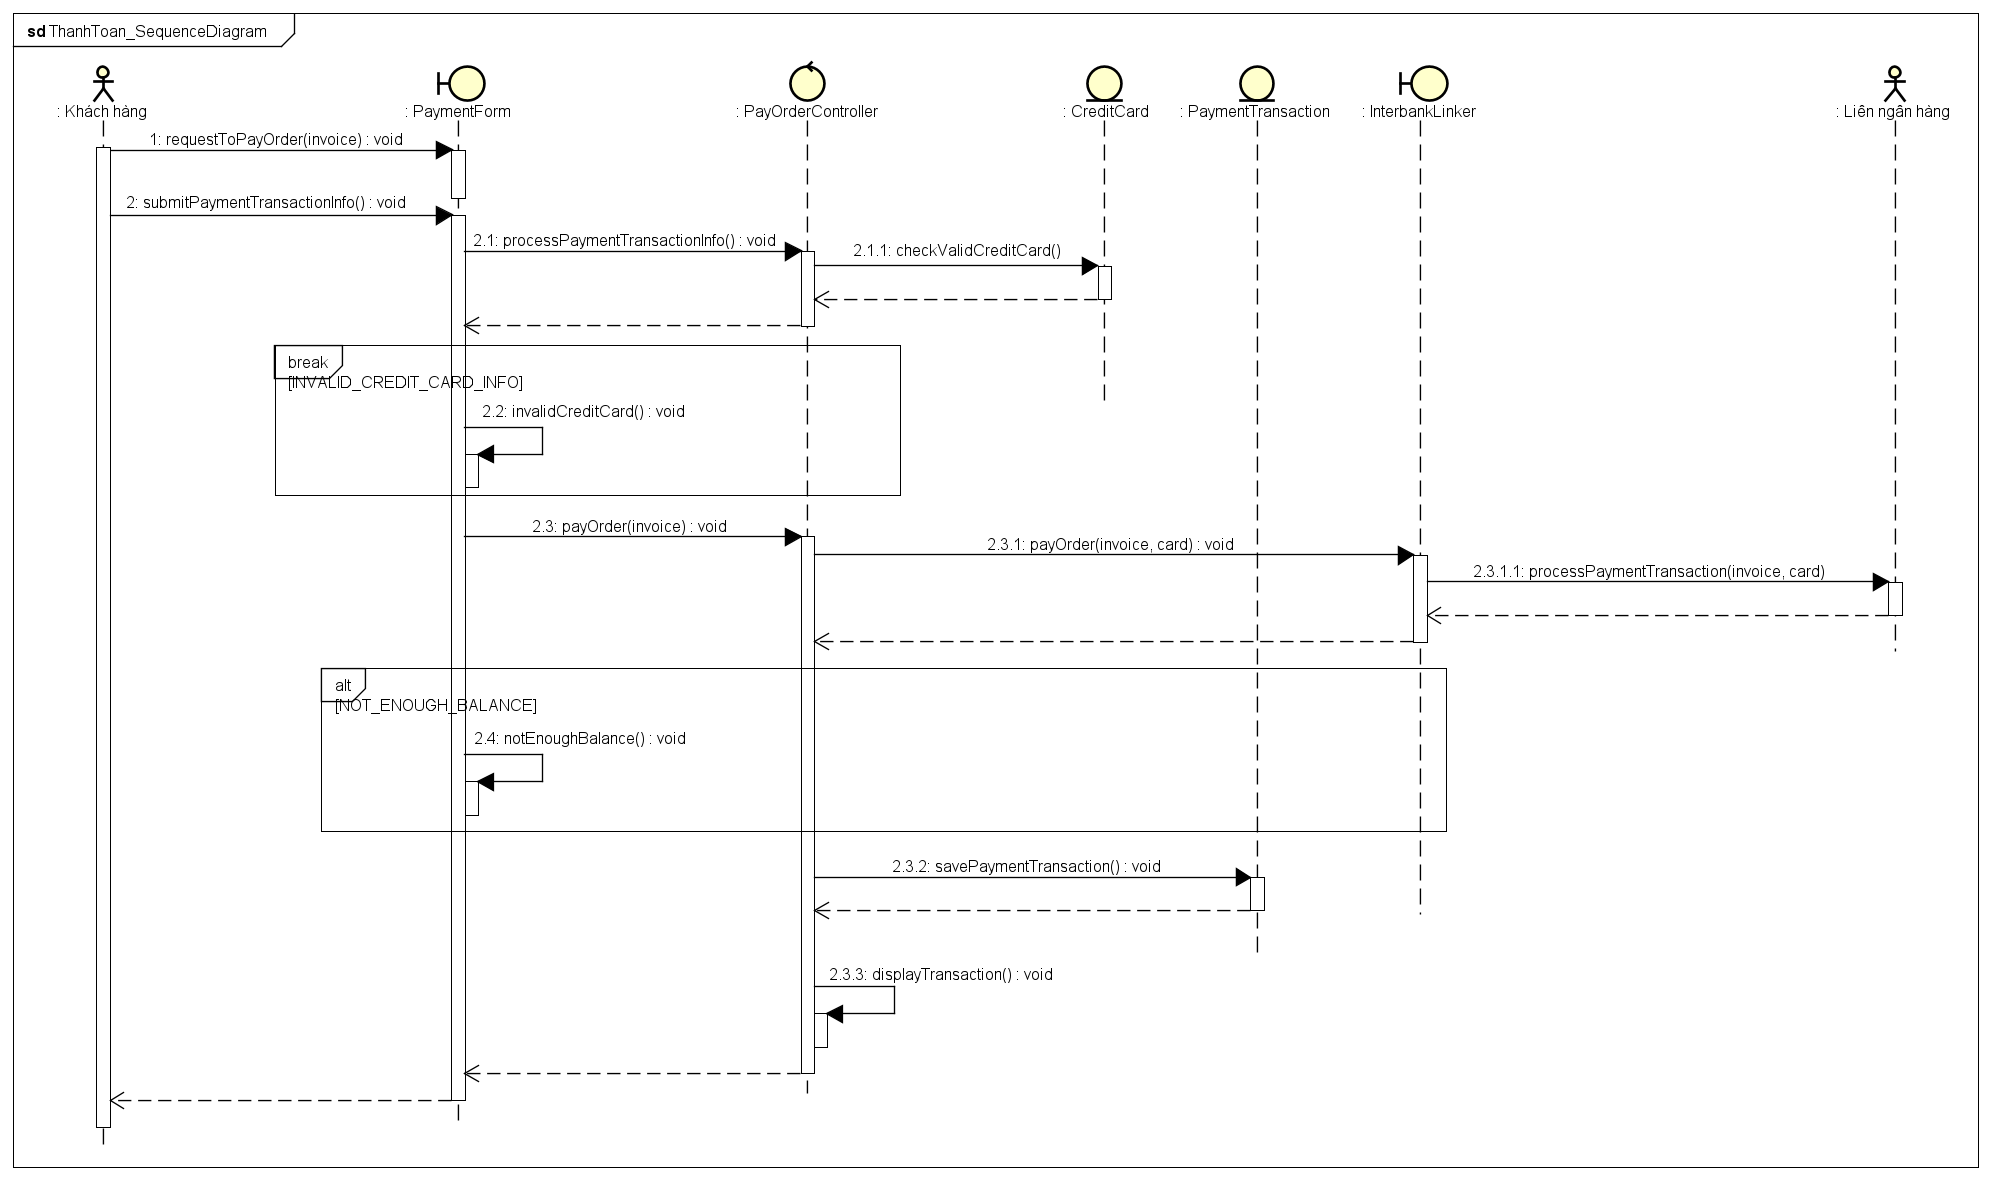 sd ThanhToan_SequenceDiagram
: Khách hàng
: PaymentForm
: PayOrderController
: CreditCard
: PaymentTransaction
: InterbankLinker
: Liên ngân hàng
1: requestToPayOrder(invoice) : void
2: submitPaymentTransactionInfo() : void
2.1: processPaymentTransactionInfo() : void
2.1.1: checkValidCreditCard()
break
[INVALID_CREDIT_CARD_INFO]
2.2: invalidCreditCard() : void
2.3: payOrder(invoice) : void
2.3.1: payOrder(invoice, card) : void
2.3.1.1: processPaymentTransaction(invoice, card)
alt
[NOT_ENOUGH_BALANCE]
2.4: notEnoughBalance() : void
2.3.2: savePaymentTransaction() : void
2.3.3: displayTransaction() : void